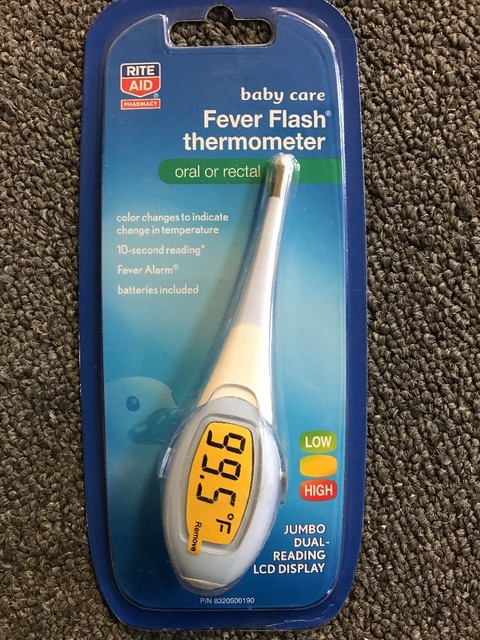 RITE
AID
®
PHARMACY
baby care
Fever Flash®
thermometer
oral or rectal
color changes to indicate
change in temperature
10-second reading*
Fever Alarm®
batteries included
99.5 °F
Remove
LOW
HIGH
JUMBO
DUAL-
READING
LCD DISPLAY
P/N 8320500190